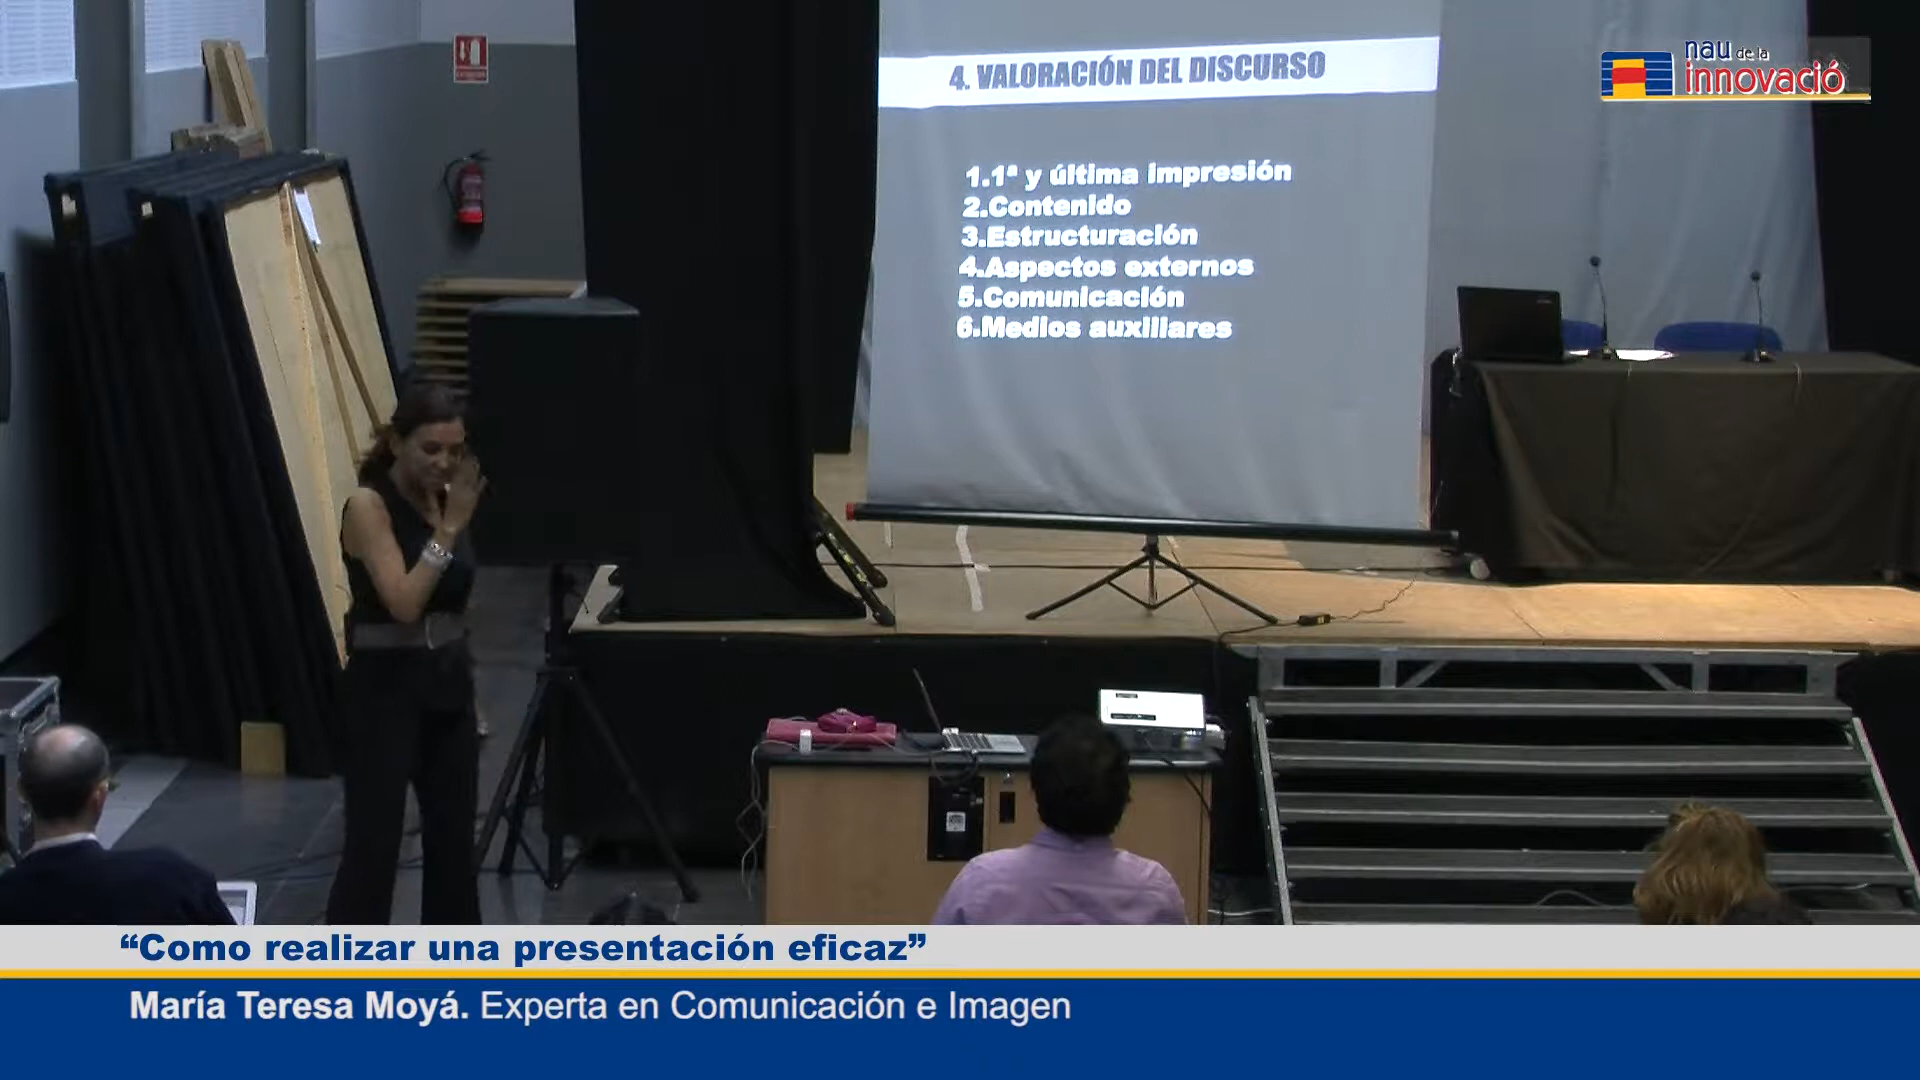 nau de la
innovació
4. VALORACIÓN DEL DISCURSO
1.1ª y última impresión
2.Contenido
3.Estructuración
4.Aspectos externos
5.Comunicación
6.Medios auxiliares
“Como realizar una presentación eficaz”
María Teresa Moyá. Experta en Comunicación e Imagen